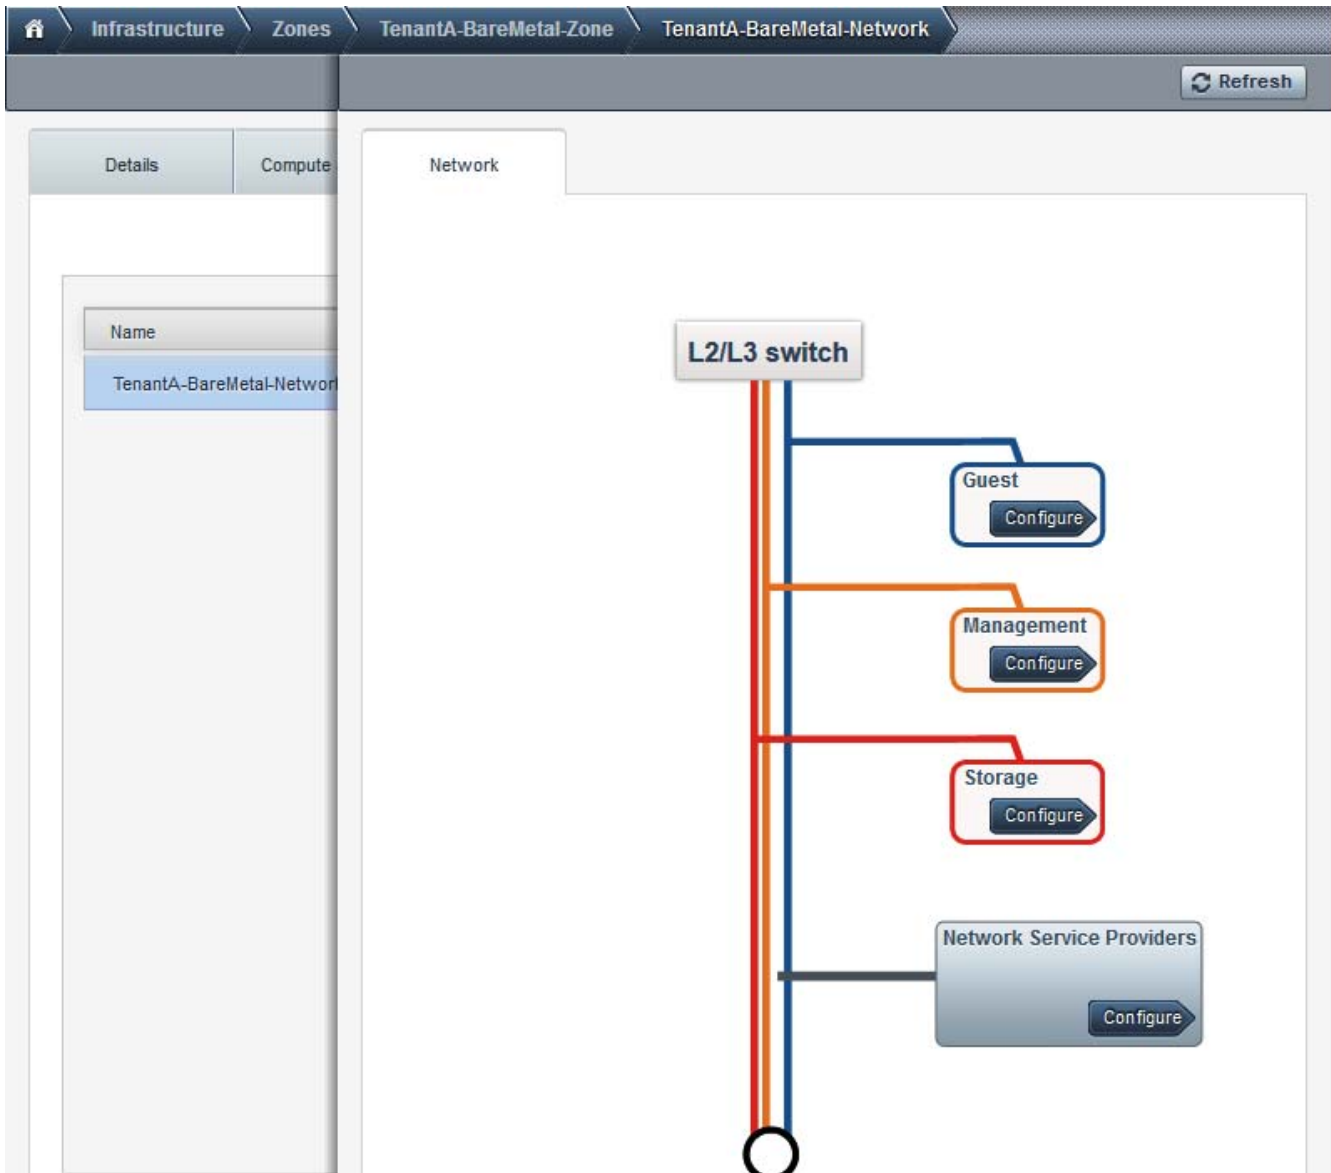 Infrastructure Zones TenantA-BareMetal-Zone TenantA-BareMetal-Network
Refresh
Details Compute Network
Name
TenantA-BareMetal-Networ
L2/L3 switch
Guest
Configure
Management
Configure
Storage
Configure
Network Service Providers
Configure